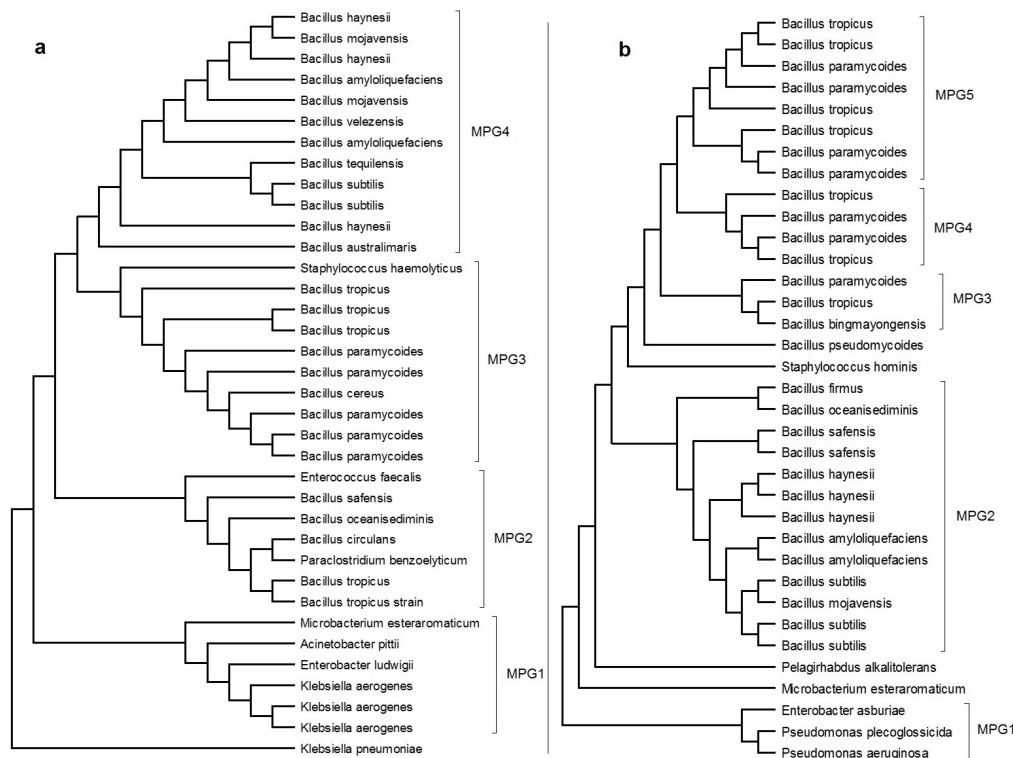 a
Bacillus haynesii
Bacillus mojavensis
Bacillus haynesii
Bacillus amyloliquefaciens
Bacillus mojavensis
Bacillus velezensis
Bacillus amyloliquefaciens
Bacillus tequilensis
Bacillus subtilis
Bacillus subtilis
Bacillus haynesii
Bacillus australimaris
MPG4
Staphylococcus haemolyticus
Bacillus tropicus
Bacillus tropicus
Bacillus tropicus
Bacillus paramycoides
Bacillus paramycoides
Bacillus cereus
Bacillus paramycoides
Bacillus paramycoides
Bacillus paramycoides
MPG3
Enterococcus faecalis
Bacillus safensis
Bacillus oceanisediminis
Bacillus circulans
Paraclostridium benzoelyticum
Bacillus tropicus
Bacillus tropicus strain
MPG2
Microbacterium esteraromaticum
Acinetobacter pittii
Enterobacter ludwigii
Klebsiella aerogenes
Klebsiella aerogenes
Klebsiella aerogenes
MPG1
Klebsiella pneumoniae
b
Bacillus tropicus
Bacillus tropicus
Bacillus paramycoides
Bacillus paramycoides
Bacillus tropicus
Bacillus tropicus
Bacillus paramycoides
Bacillus paramycoides
MPG5
Bacillus tropicus
Bacillus paramycoides
Bacillus paramycoides
Bacillus tropicus
MPG4
Bacillus paramycoides
Bacillus tropicus
Bacillus bingmayongensis
MPG3
Bacillus pseudomycoides
Staphylococcus hominis
Bacillus firmus
Bacillus oceanisediminis
Bacillus safensis
Bacillus safensis
Bacillus haynesii
Bacillus haynesii
Bacillus haynesii
Bacillus amyloliquefaciens
Bacillus amyloliquefaciens
Bacillus subtilis
Bacillus mojavensis
Bacillus subtilis
Bacillus subtilis
MPG2
Pelagirhabdus alkalitolerans
Microbacterium esteraromaticum
Enterobacter asburiae
Pseudomonas plecoglossicida
Pseudomonas aeruginosa
MPG1